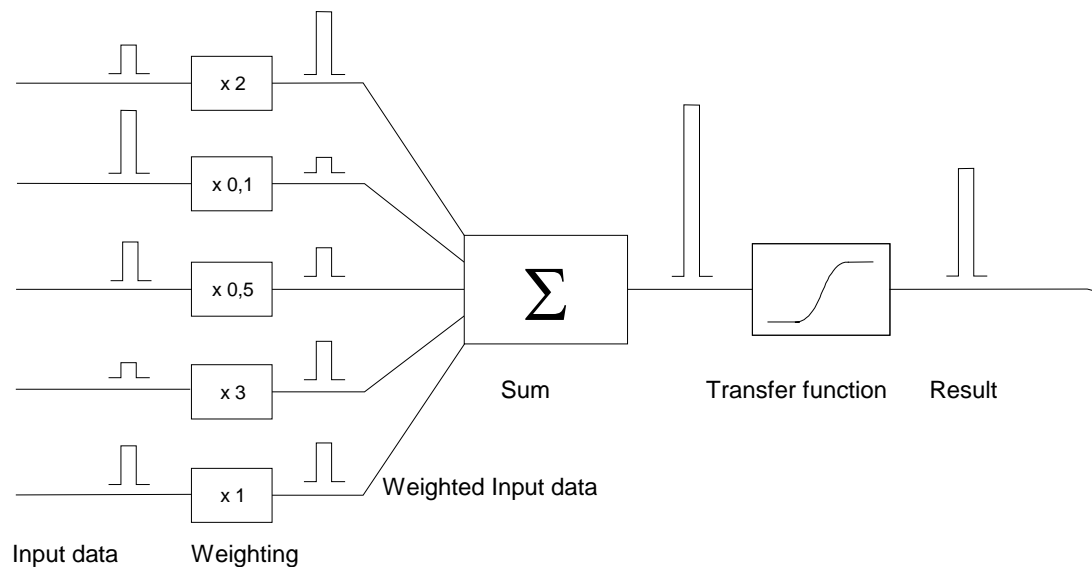 x 2
x 0,1
x 0,5
x 3
x 1
Σ
Sum
Transfer function
Result
Weighted Input data
Input data
Weighting